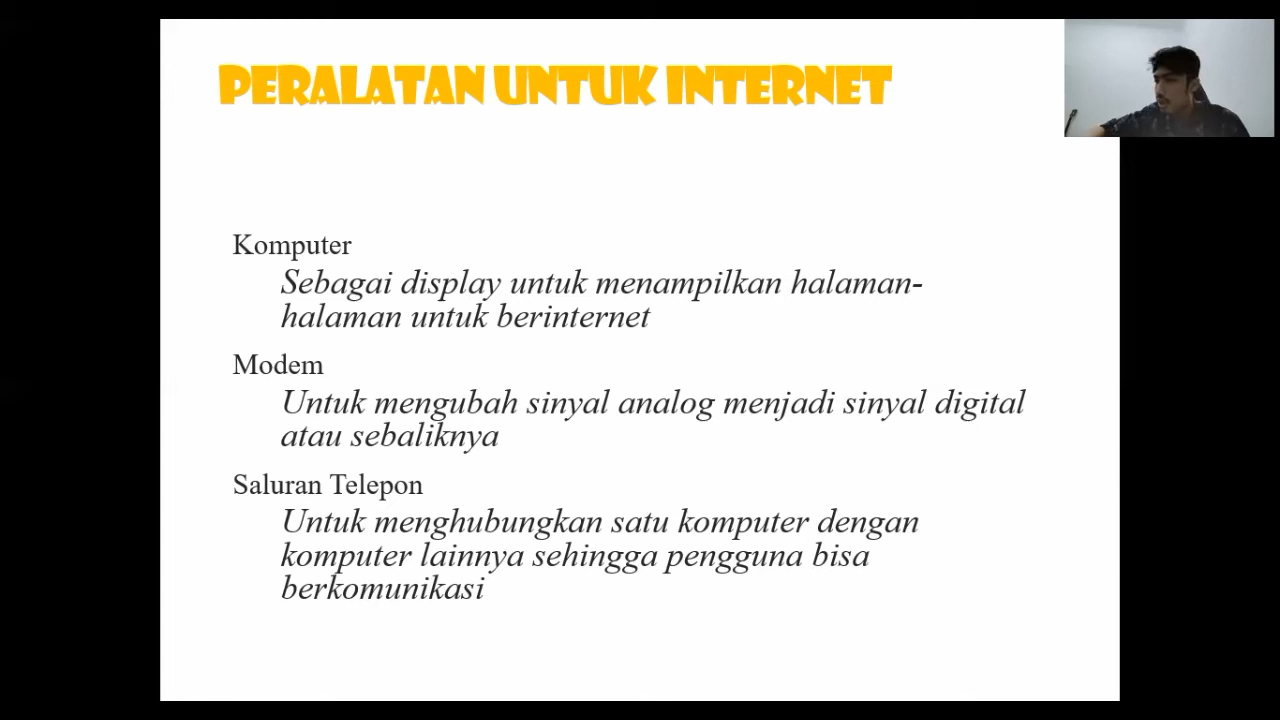 PERALATAN UNTUK INTERNET
Komputer
Sebagai display untuk menampilkan halaman-
halaman untuk berinternet
Modem
Untuk mengubah sinyal analog menjadi sinyal digital
atau sebaliknya
Saluran Telepon
Untuk menghubungkan satu komputer dengan
komputer lainnya sehingga pengguna bisa
berkomunikasi